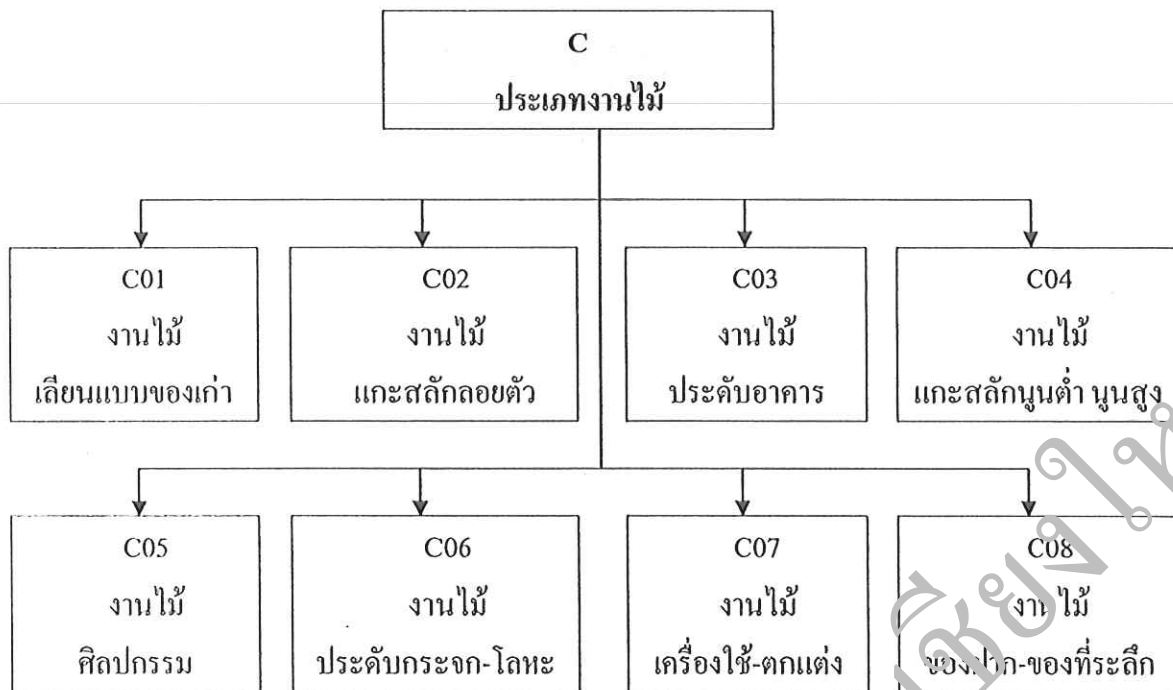 C
ประเภทงานไม้
C01
งานไม้
เลียนแบบของเก่า
C02
งานไม้
แกะสลักลอยตัว
C03
งานไม้
ประดับอาคาร
C04
งานไม้
แกะสลักนูนต่ำ นูนสูง
C05
งานไม้
ศิลปกรรม
C06
งานไม้
ประดับกระจก-โลหะ
C07
งานไม้
เครื่องใช้-ตกแต่ง
C08
งานไม้
ของฝาก-ของที่ระลึก